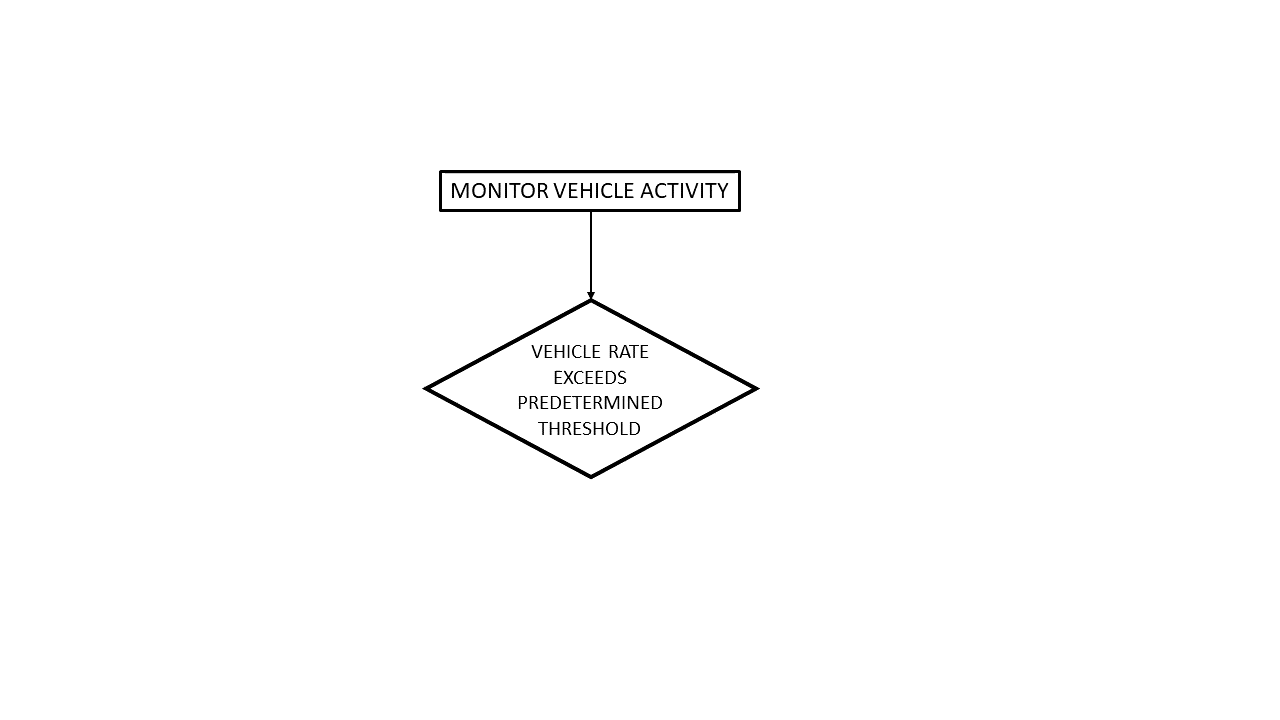 MONITOR VEHICLE ACTIVITY
VEHICLE RATE
EXCEEDS
PREDETERMINED
THRESHOLD